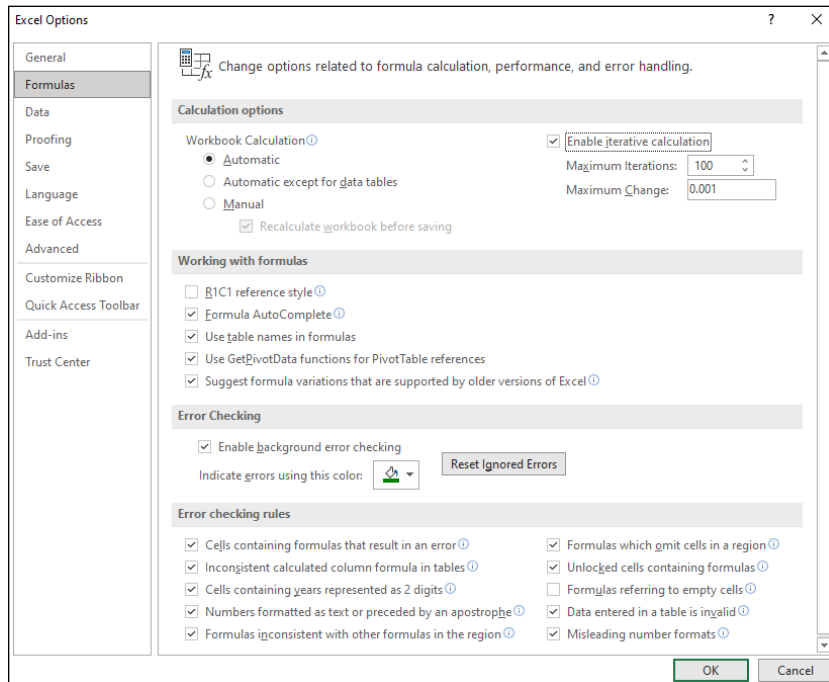 Excel Options
?
General
Formulas
Data
Proofing
Save
Language
Ease of Access
Advanced
Customize Ribbon
Quick Access Toolbar
Add-ins
Trust Center
fx Change options related to formula calculation, performance, and error handling.
Calculation options
Workbook Calculation
Automatic
Automatic except for data tables
Manual
Recalculate workbook before saving
Enable iterative calculation
Maximum Iterations: 100
Maximum Change: 0.001
Working with formulas
R1C1 reference style
Formula AutoComplete
Use table names in formulas
Use GetPivotData functions for PivotTable references
Suggest formula variations that are supported by older versions of Excel
Error Checking
Enable background error checking
Indicate errors using this color:
Reset Ignored Errors
Error checking rules
Cells containing formulas that result in an error
Inconsistent calculated column formula in tables
Cells containing years represented as 2 digits
Numbers formatted as text or preceded by an apostrophe
Formulas inconsistent with other formulas in the region
Formulas which omit cells in a region
Unlocked cells containing formulas
Formulas referring to empty cells
Data entered in a table is invalid
Misleading number formats
OK
Cancel